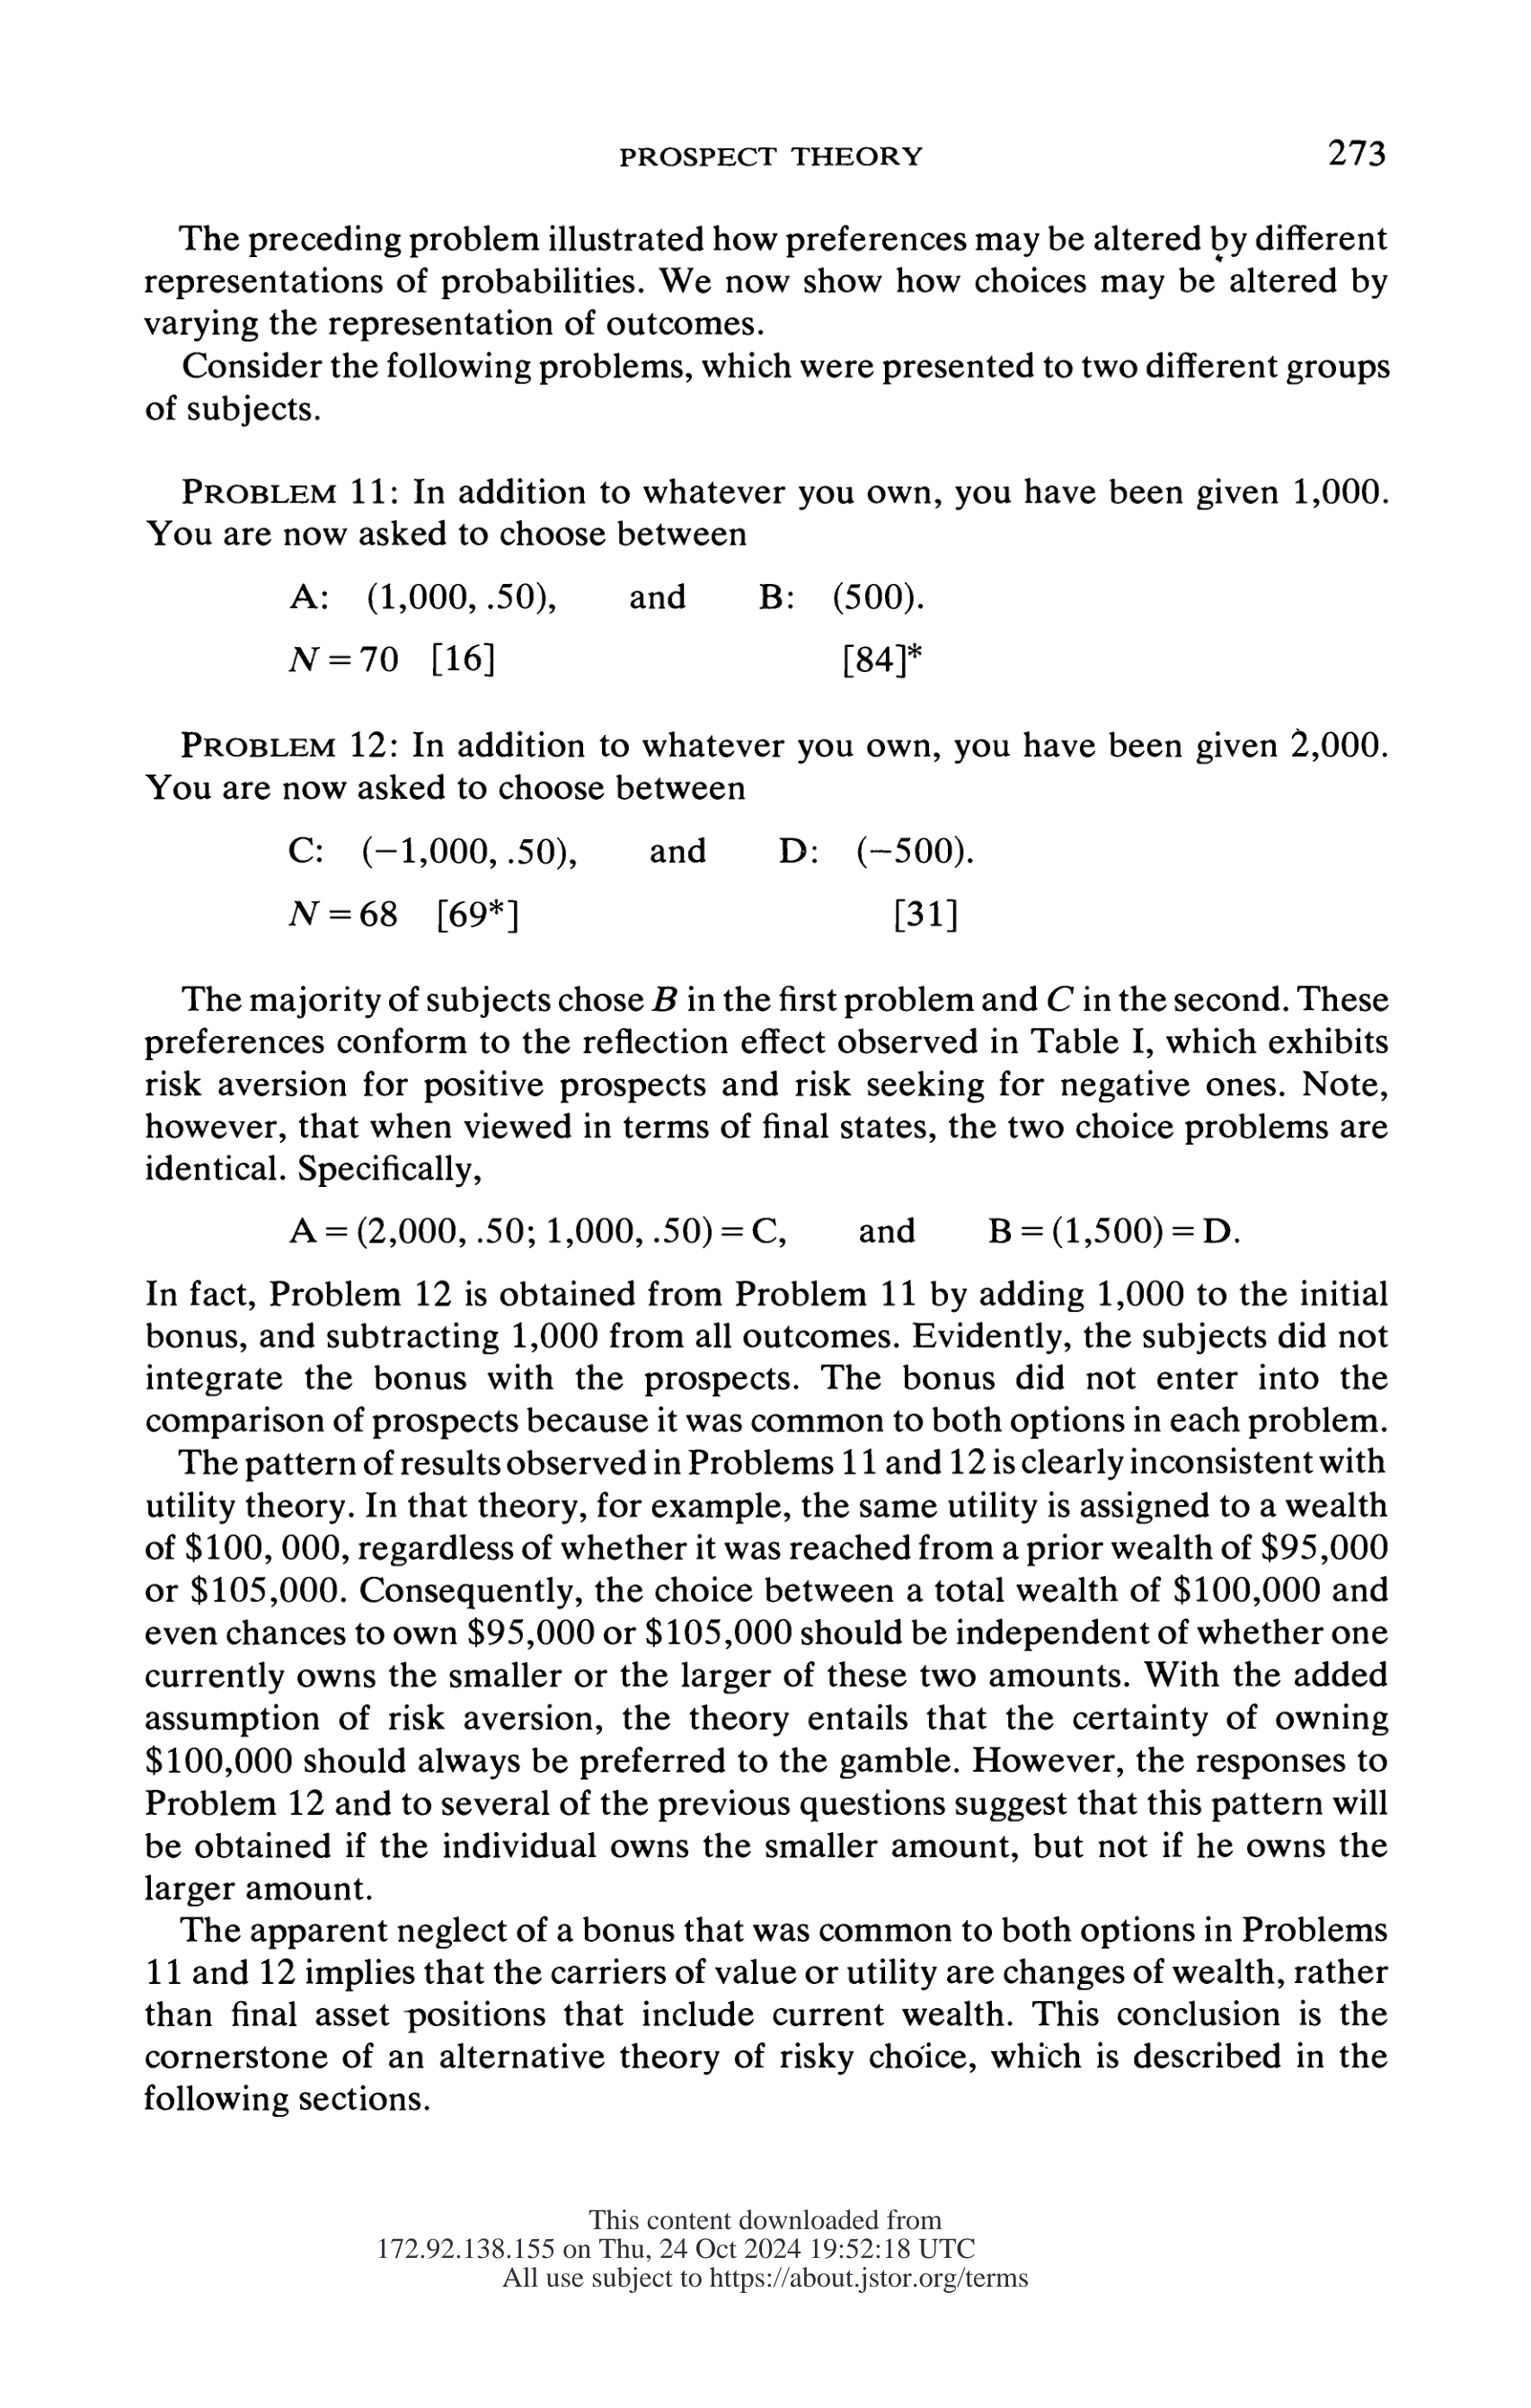 PROSPECT THEORY 273
The preceding problem illustrated how preferences may be altered by different
representations of probabilities. We now show how choices may be altered by
varying the representation of outcomes.
Consider the following problems, which were presented to two different groups
of subjects.
PROBLEM 11: In addition to whatever you own, you have been given 1,000.
You are now asked to choose between
A: (1,000, .50), and B: (500).
N = 70 [16] [84]*
PROBLEM 12: In addition to whatever you own, you have been given 2,000.
You are now asked to choose between
C: (−1,000, .50), and D: (−500).
N = 68 [69*] [31]
The majority of subjects chose B in the first problem and C in the second. These
preferences conform to the reflection effect observed in Table I, which exhibits
risk aversion for positive prospects and risk seeking for negative ones. Note,
however, that when viewed in terms of final states, the two choice problems are
identical. Specifically,
A = (2,000, .50; 1,000, .50) = C, and B = (1,500) = D.
In fact, Problem 12 is obtained from Problem 11 by adding 1,000 to the initial
bonus, and subtracting 1,000 from all outcomes. Evidently, the subjects did not
integrate the bonus with the prospects. The bonus did not enter into the
comparison of prospects because it was common to both options in each problem.
The pattern of results observed in Problems 11 and 12 is clearly inconsistent with
utility theory. In that theory, for example, the same utility is assigned to a wealth
of $100, 000, regardless of whether it was reached from a prior wealth of $95,000
or $105,000. Consequently, the choice between a total wealth of $100,000 and
even chances to own $95,000 or $105,000 should be independent of whether one
currently owns the smaller or the larger of these two amounts. With the added
assumption of risk aversion, the theory entails that the certainty of owning
$100,000 should always be preferred to the gamble. However, the responses to
Problem 12 and to several of the previous questions suggest that this pattern will
be obtained if the individual owns the smaller amount, but not if he owns the
larger amount.
The apparent neglect of a bonus that was common to both options in Problems
11 and 12 implies that the carriers of value or utility are changes of wealth, rather
than final asset positions that include current wealth. This conclusion is the
cornerstone of an alternative theory of risky choice, which is described in the
following sections.
This content downloaded from
172.92.138.155 on Thu, 24 Oct 2024 19:52:18 UTC
All use subject to https://about.jstor.org/terms